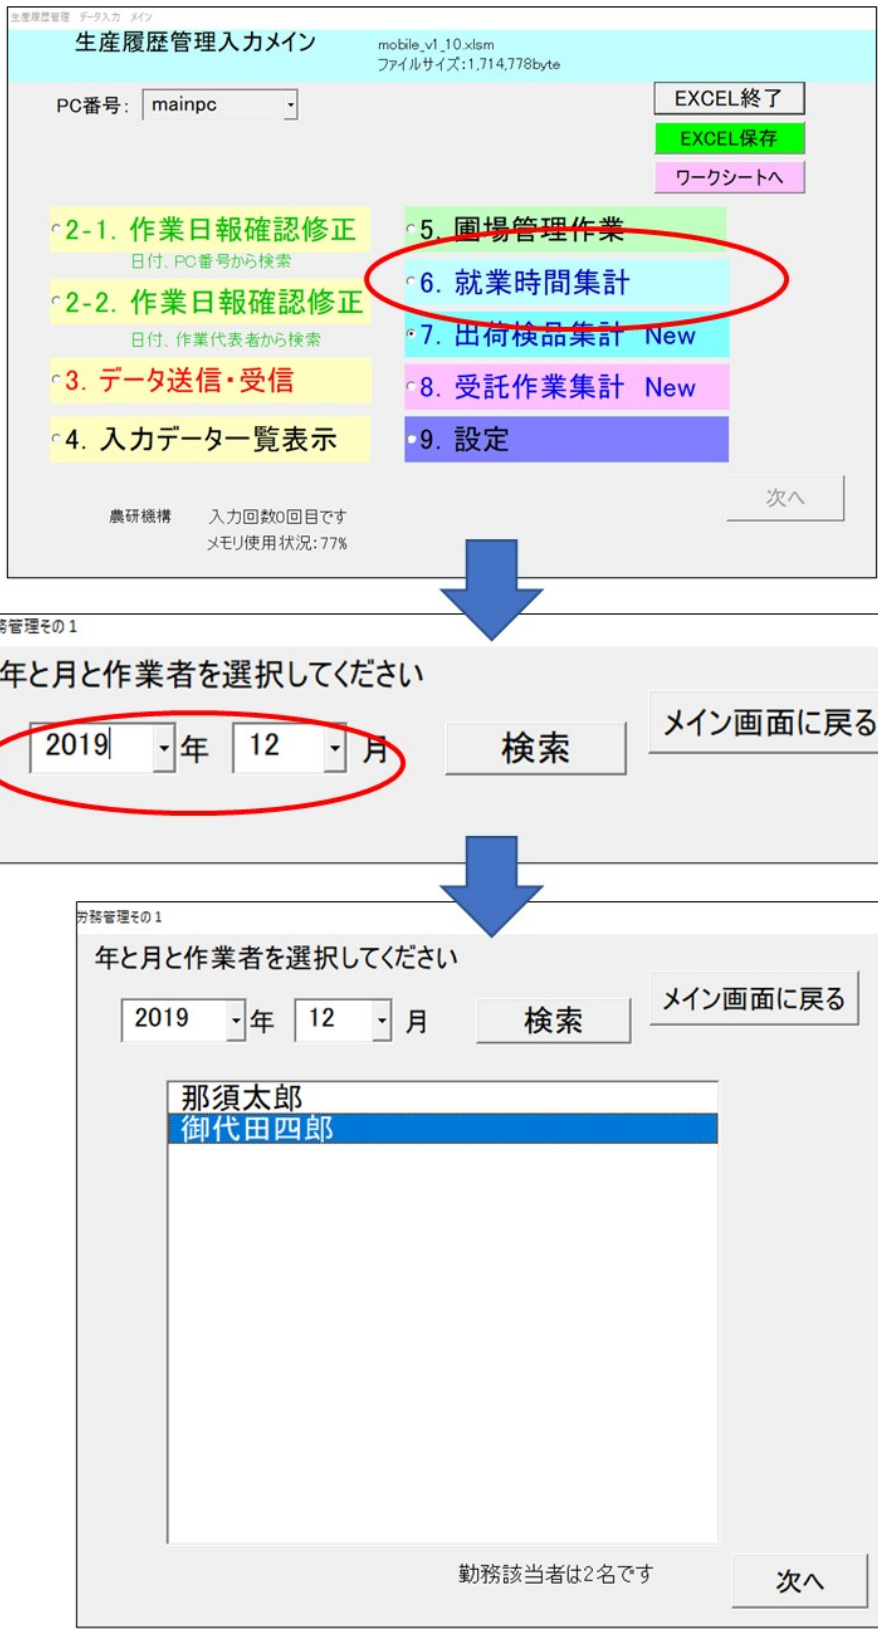 生産履歴管理 データ入力 メイン
生産履歴管理入力メイン
mobile_v1_10.xlsm
ファイルサイズ:1,714,778byte
PC番号: mainpc
EXCEL終了
EXCEL保存
ワークシートへ
2-1. 作業日報確認修正
日付、PC番号から検索
2-2. 作業日報確認修正
日付、作業代表者から検索
3. データ送信・受信
4. 入力データ一覧表示
5. 圃場管理作業
6. 就業時間集計
7. 出荷検品集計 New
8. 受託作業集計 New
9. 設定
次へ
農研機構 入力回数0回目です
メモリ使用状況:77%
務管理その1
年と月と作業者を選択してください
2019 年 12 月 検索 メイン画面に戻る
労務管理その1
年と月と作業者を選択してください
2019 年 12 月 検索 メイン画面に戻る
那須太郎
御代田四郎
勤務該当者は2名です
次へ